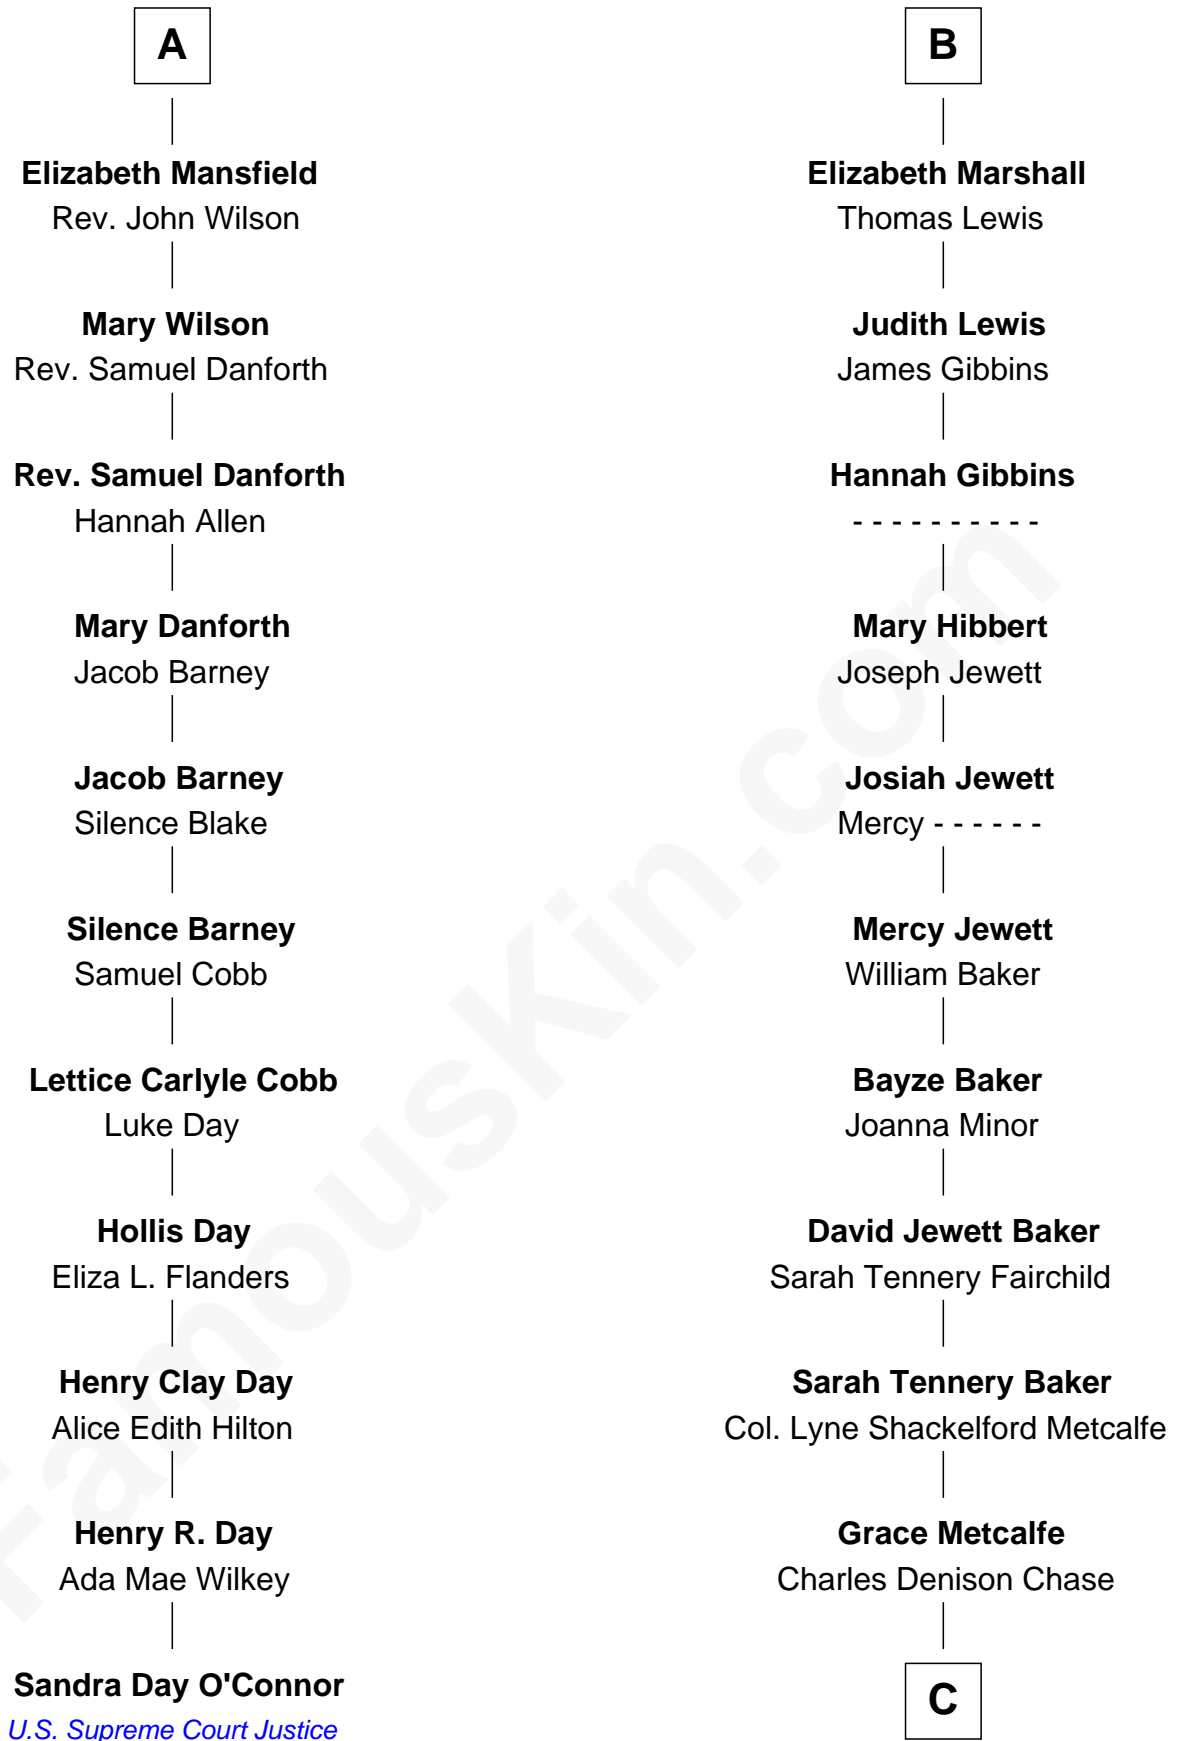 A
Elizabeth Mansfield
Rev. John Wilson
Mary Wilson
Rev. Samuel Danforth
Rev. Samuel Danforth
Hannah Allen
Mary Danforth
Jacob Barney
Jacob Barney
Silence Blake
Silence Barney
Samuel Cobb
Lettice Carlyle Cobb
Luke Day
Hollis Day
Eliza L. Flanders
Henry Clay Day
Alice Edith Hilton
Henry R. Day
Ada Mae Wilkey
Sandra Day O'Connor
U.S. Supreme Court Justice
B
Elizabeth Marshall
Thomas Lewis
Judith Lewis
James Gibbins
Hannah Gibbins
- - - - - - - - - -
Mary Hibbert
Joseph Jewett
Josiah Jewett
Mercy - - - - - -
Mercy Jewett
William Baker
Bayze Baker
Joanna Minor
David Jewett Baker
Sarah Tennery Fairchild
Sarah Tennery Baker
Col. Lyne Shackelford Metcalfe
Grace Metcalfe
Charles Denison Chase
C
FamousKin.com